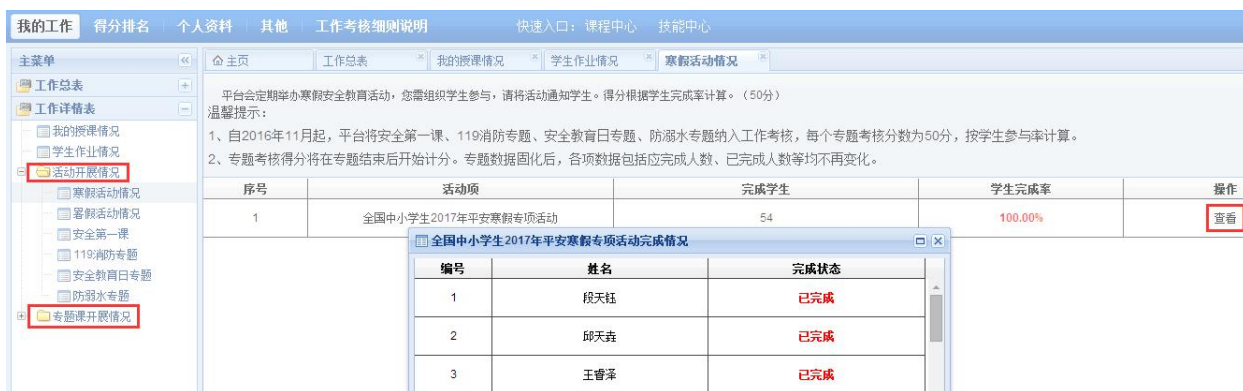 我的工作 得分排名 个人资料 其他 工作考核细则说明 快速入口: 课程中心 技能中心
主菜单 主页 工作总表 我的授课情况 学生作业情况 寒假活动情况
工作总表
工作详情表
我的授课情况
学生作业情况
活动开展情况
寒假活动情况
署假活动情况
安全第一课
119消防专题
安全教育日专题
防溺水专题
专题课开展情况
平台会定期举办寒假安全教育活动，您需组织学生参与，请将活动通知学生。得分根据学生完成率计算。（50分）
温馨提示：
1、自2016年11月起，平台将安全第一课、119消防专题、安全教育日专题、防溺水专题纳入工作考核，每个专题考核分数为50分，按学生参与率计算。
2、专题考核得分将在专题结束后开始计分。专题数据固化后，各项数据包括应完成人数、已完成人数等均不再变化。
序号 活动项 完成学生 学生完成率 操作
1 全国中小学生2017年平安寒假专项活动 54 100.00% 查看
全国中小学生2017年平安寒假专项活动完成情况
编号 姓名 完成状态
1 段天钰 已完成
2 邱天垚 已完成
3 王睿泽 已完成